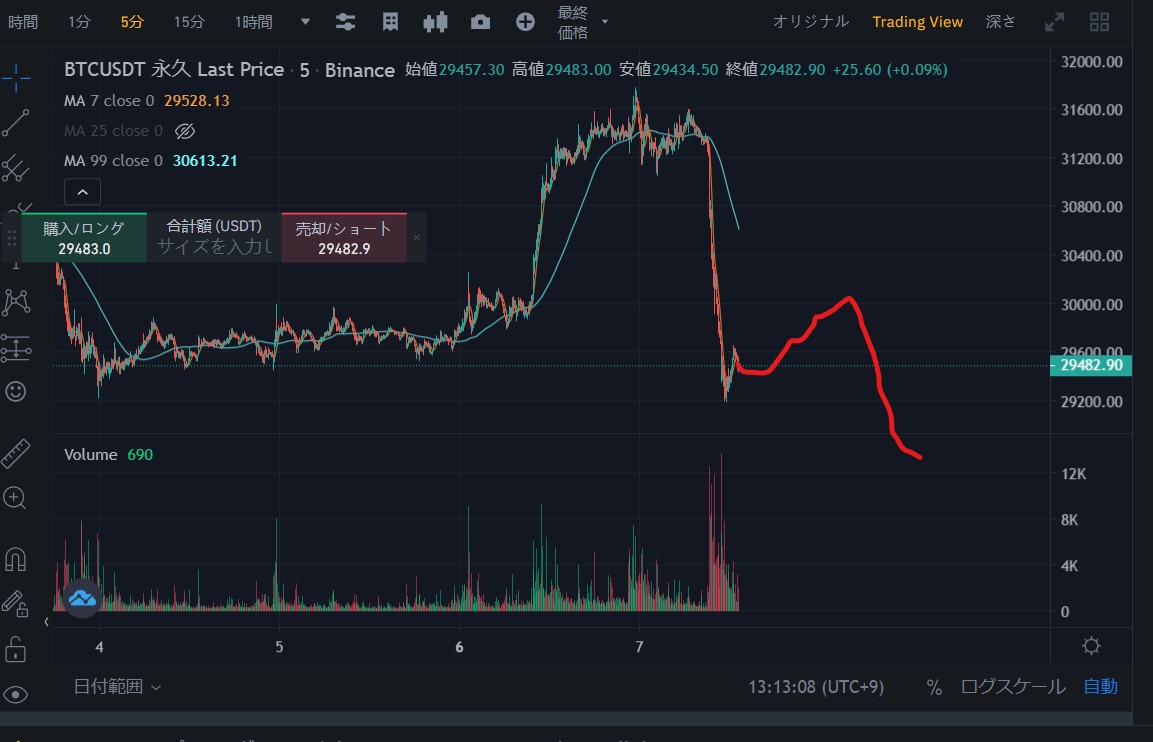 時間 1分 5分 15分 1時間 最終価格 オリジナル Trading View 深さ
BTCUSDT 永久 Last Price · 5 · Binance 始値29457.30 高値29483.00 安値29434.50 終値29482.90 +25.60 (+0.09%)
MA 7 close 0 29528.13
MA 25 close 0
MA 99 close 0 30613.21
購入/ロング 合計額 (USDT) 売却/ショート
29483.0 サイズを入力し 29482.9
32000.00
31600.00
31200.00
30800.00
30400.00
30000.00
29600.00
29482.90
29200.00
Volume 690
12K
8K
4K
0
4 5 6 7
日付範囲 13:13:08 (UTC+9) % ログスケール 自動